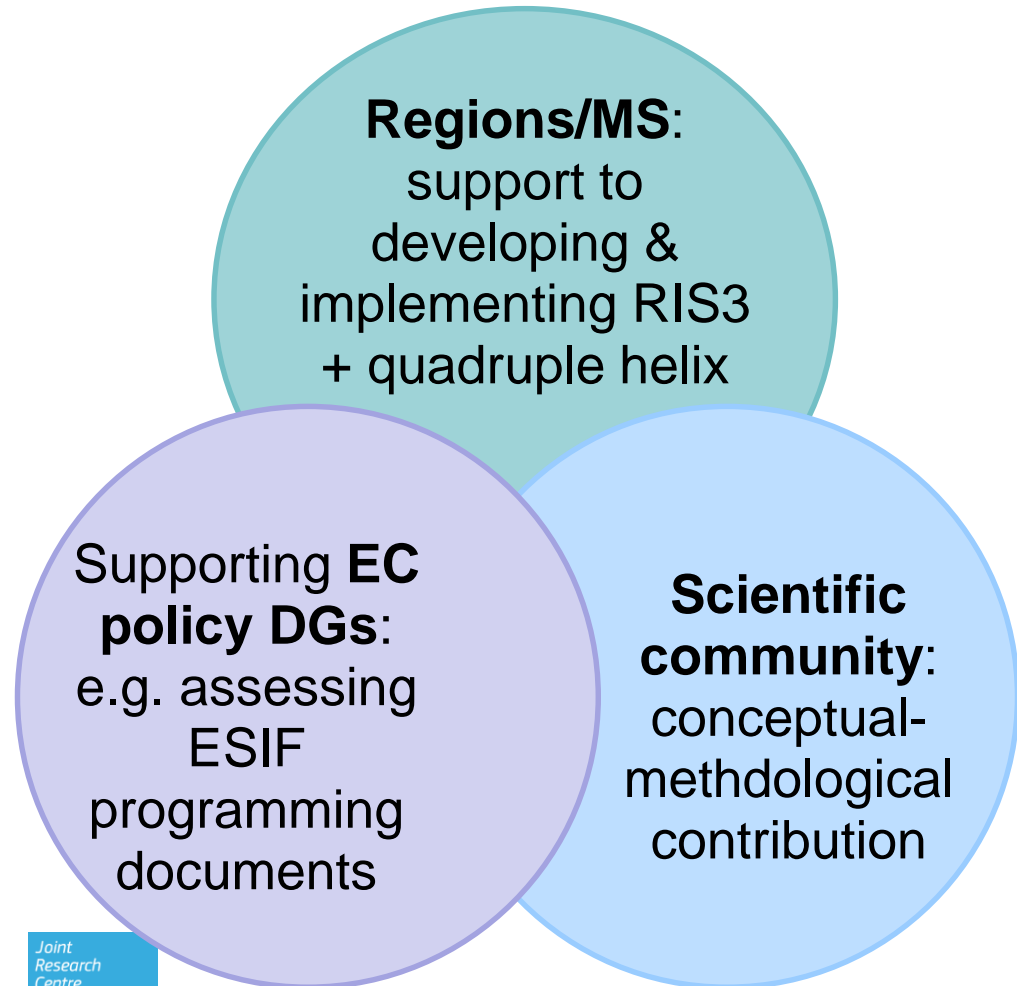 Regions/MS:
support to
developing &
implementing RIS3
+ quadruple helix
Supporting EC
policy DGs:
e.g. assessing
ESIF
programming
documents
Scientific
community:
conceptual-
methdological
contribution
Joint
Research
Centre